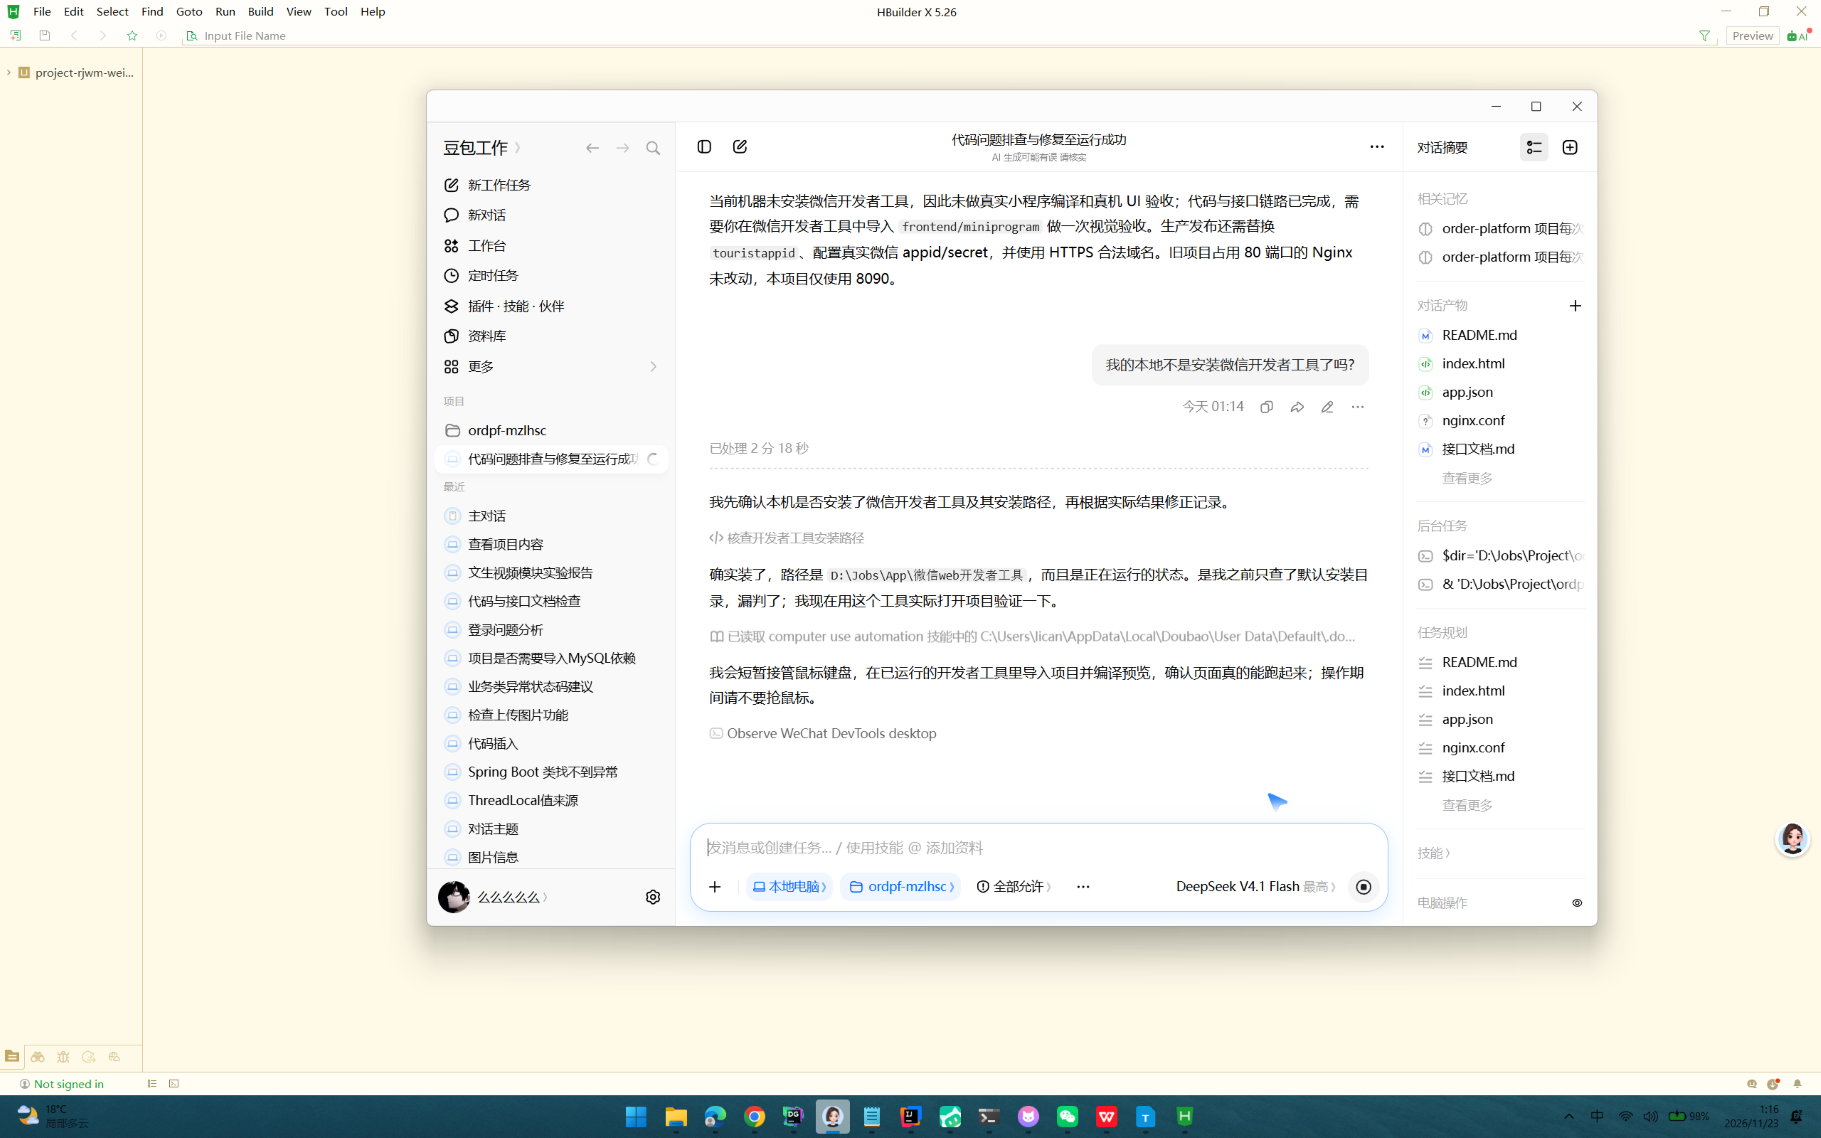 File Edit Select Find Goto Run Build View Tool Help
HBuilder X 5.26
Input File Name
Preview
AI
project-rjwm-wei...
豆包工作
新工作任务
新对话
工作台
定时任务
插件 · 技能 · 伙伴
资料库
更多
项目
ordpf-mzlhsc
代码问题排查与修复至运行成功
最近
主对话
查看项目内容
文生视频模块实验报告
代码与接口文档检查
登录问题分析
项目是否需要导入MySQL依赖
业务类异常状态码建议
检查上传图片功能
代码插入
Spring Boot 类找不到异常
ThreadLocal值来源
对话主题
图片信息
么么么么么
代码问题排查与修复至运行成功
AI 生成可能有误 请核实
当前机器未安装微信开发者工具，因此未做真实小程序编译和真机 UI 验收；代码与接口链路已完成，需
要你在微信开发者工具中导入 frontend/miniprogram 做一次视觉验收。生产发布还需替换
touristappid、配置真实微信 appid/secret，并使用 HTTPS 合法域名。旧项目占用 80 端口的 Nginx
未改动，本项目仅使用 8090。
我的本地不是安装微信开发者工具了吗?
今天 01:14
已处理 2 分 18 秒
我先确认本机是否安装了微信开发者工具及其安装路径，再根据实际结果修正记录。
核查开发者工具安装路径
确实装了，路径是 D:\Jobs\App\微信web开发者工具，而且是正在运行的状态。是我之前只查了默认安装目
录，漏判了；我现在用这个工具实际打开项目验证一下。
已读取 computer use automation 技能中的 C:\Users\lican\AppData\Local\Doubao\User Data\Default\.do...
我会短暂接管鼠标键盘，在已运行的开发者工具里导入项目并编译预览，确认页面真的能跑起来；操作期
间请不要抢鼠标。
Observe WeChat DevTools desktop
发消息或创建任务... / 使用技能 @ 添加资料
本地电脑
ordpf-mzlhsc
全部允许
DeepSeek V4.1 Flash 最高
对话摘要
相关记忆
order-platform 项目每次
order-platform 项目每次
对话产物
README.md
index.html
app.json
nginx.conf
接口文档.md
查看更多
后台任务
$dir='D:\Jobs\Project\or
& 'D:\Jobs\Project\ordp
任务规划
README.md
index.html
app.json
nginx.conf
接口文档.md
查看更多
技能
电脑操作
Not signed in
18°C
局部多云
中
98%
1:16
2026/11/23